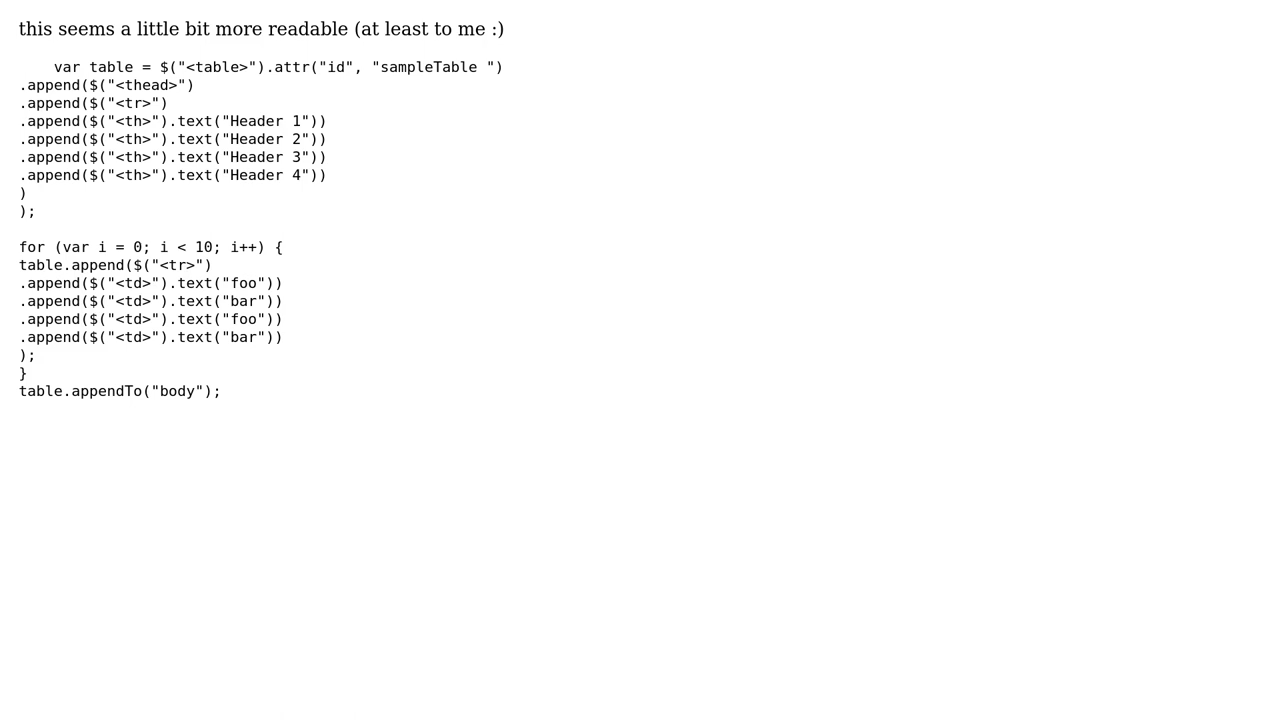 this seems a little bit more readable (at least to me :)
    var table = $("<table>").attr("id", "sampleTable ")
.append($("<thead>")
.append($("<tr>")
.append($("<th>").text("Header 1"))
.append($("<th>").text("Header 2"))
.append($("<th>").text("Header 3"))
.append($("<th>").text("Header 4"))
)
);

for (var i = 0; i < 10; i++) {
table.append($("<tr>")
.append($("<td>").text("foo"))
.append($("<td>").text("bar"))
.append($("<td>").text("foo"))
.append($("<td>").text("bar"))
);
}
table.appendTo("body");